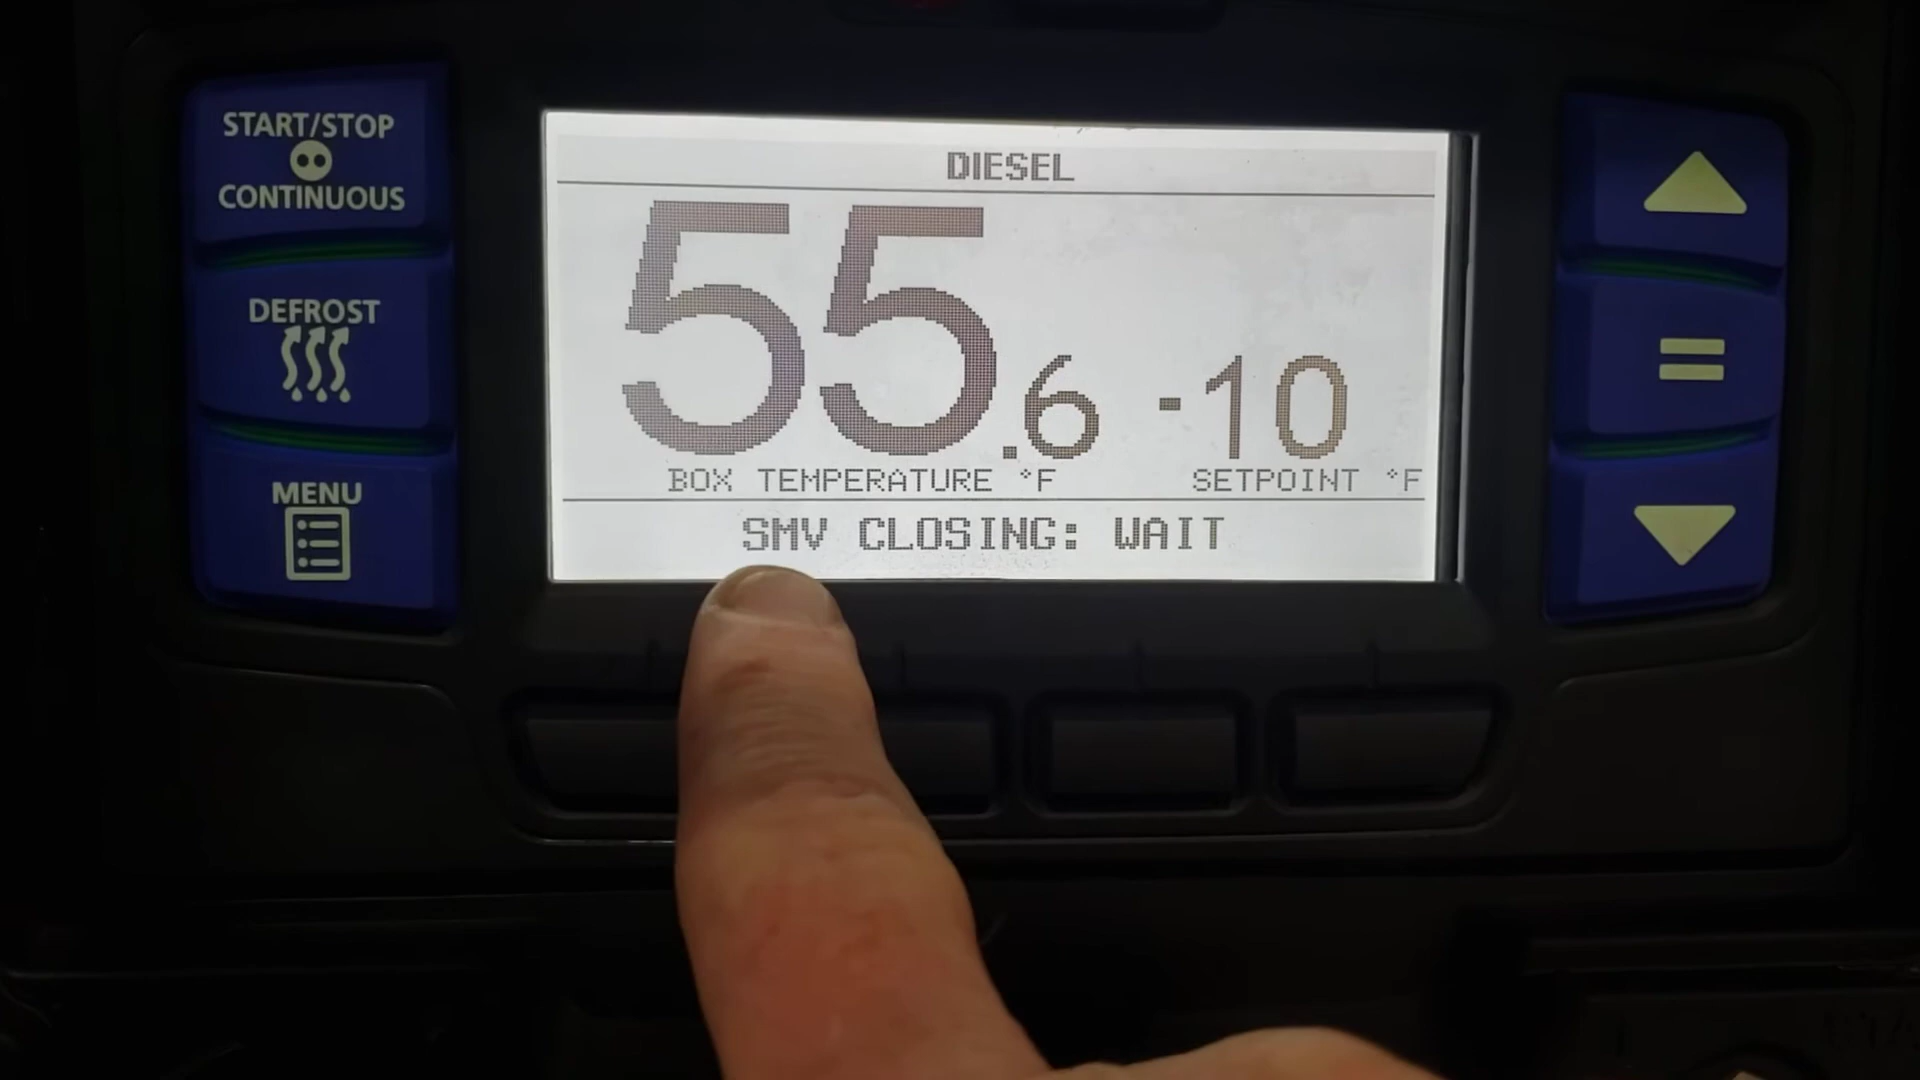 START/STOP
CONTINUOUS
DEFROST
MENU
DIESEL
55.6 -10
BOX TEMPERATURE °F SETPOINT °F
SMV CLOSING: WAIT
=